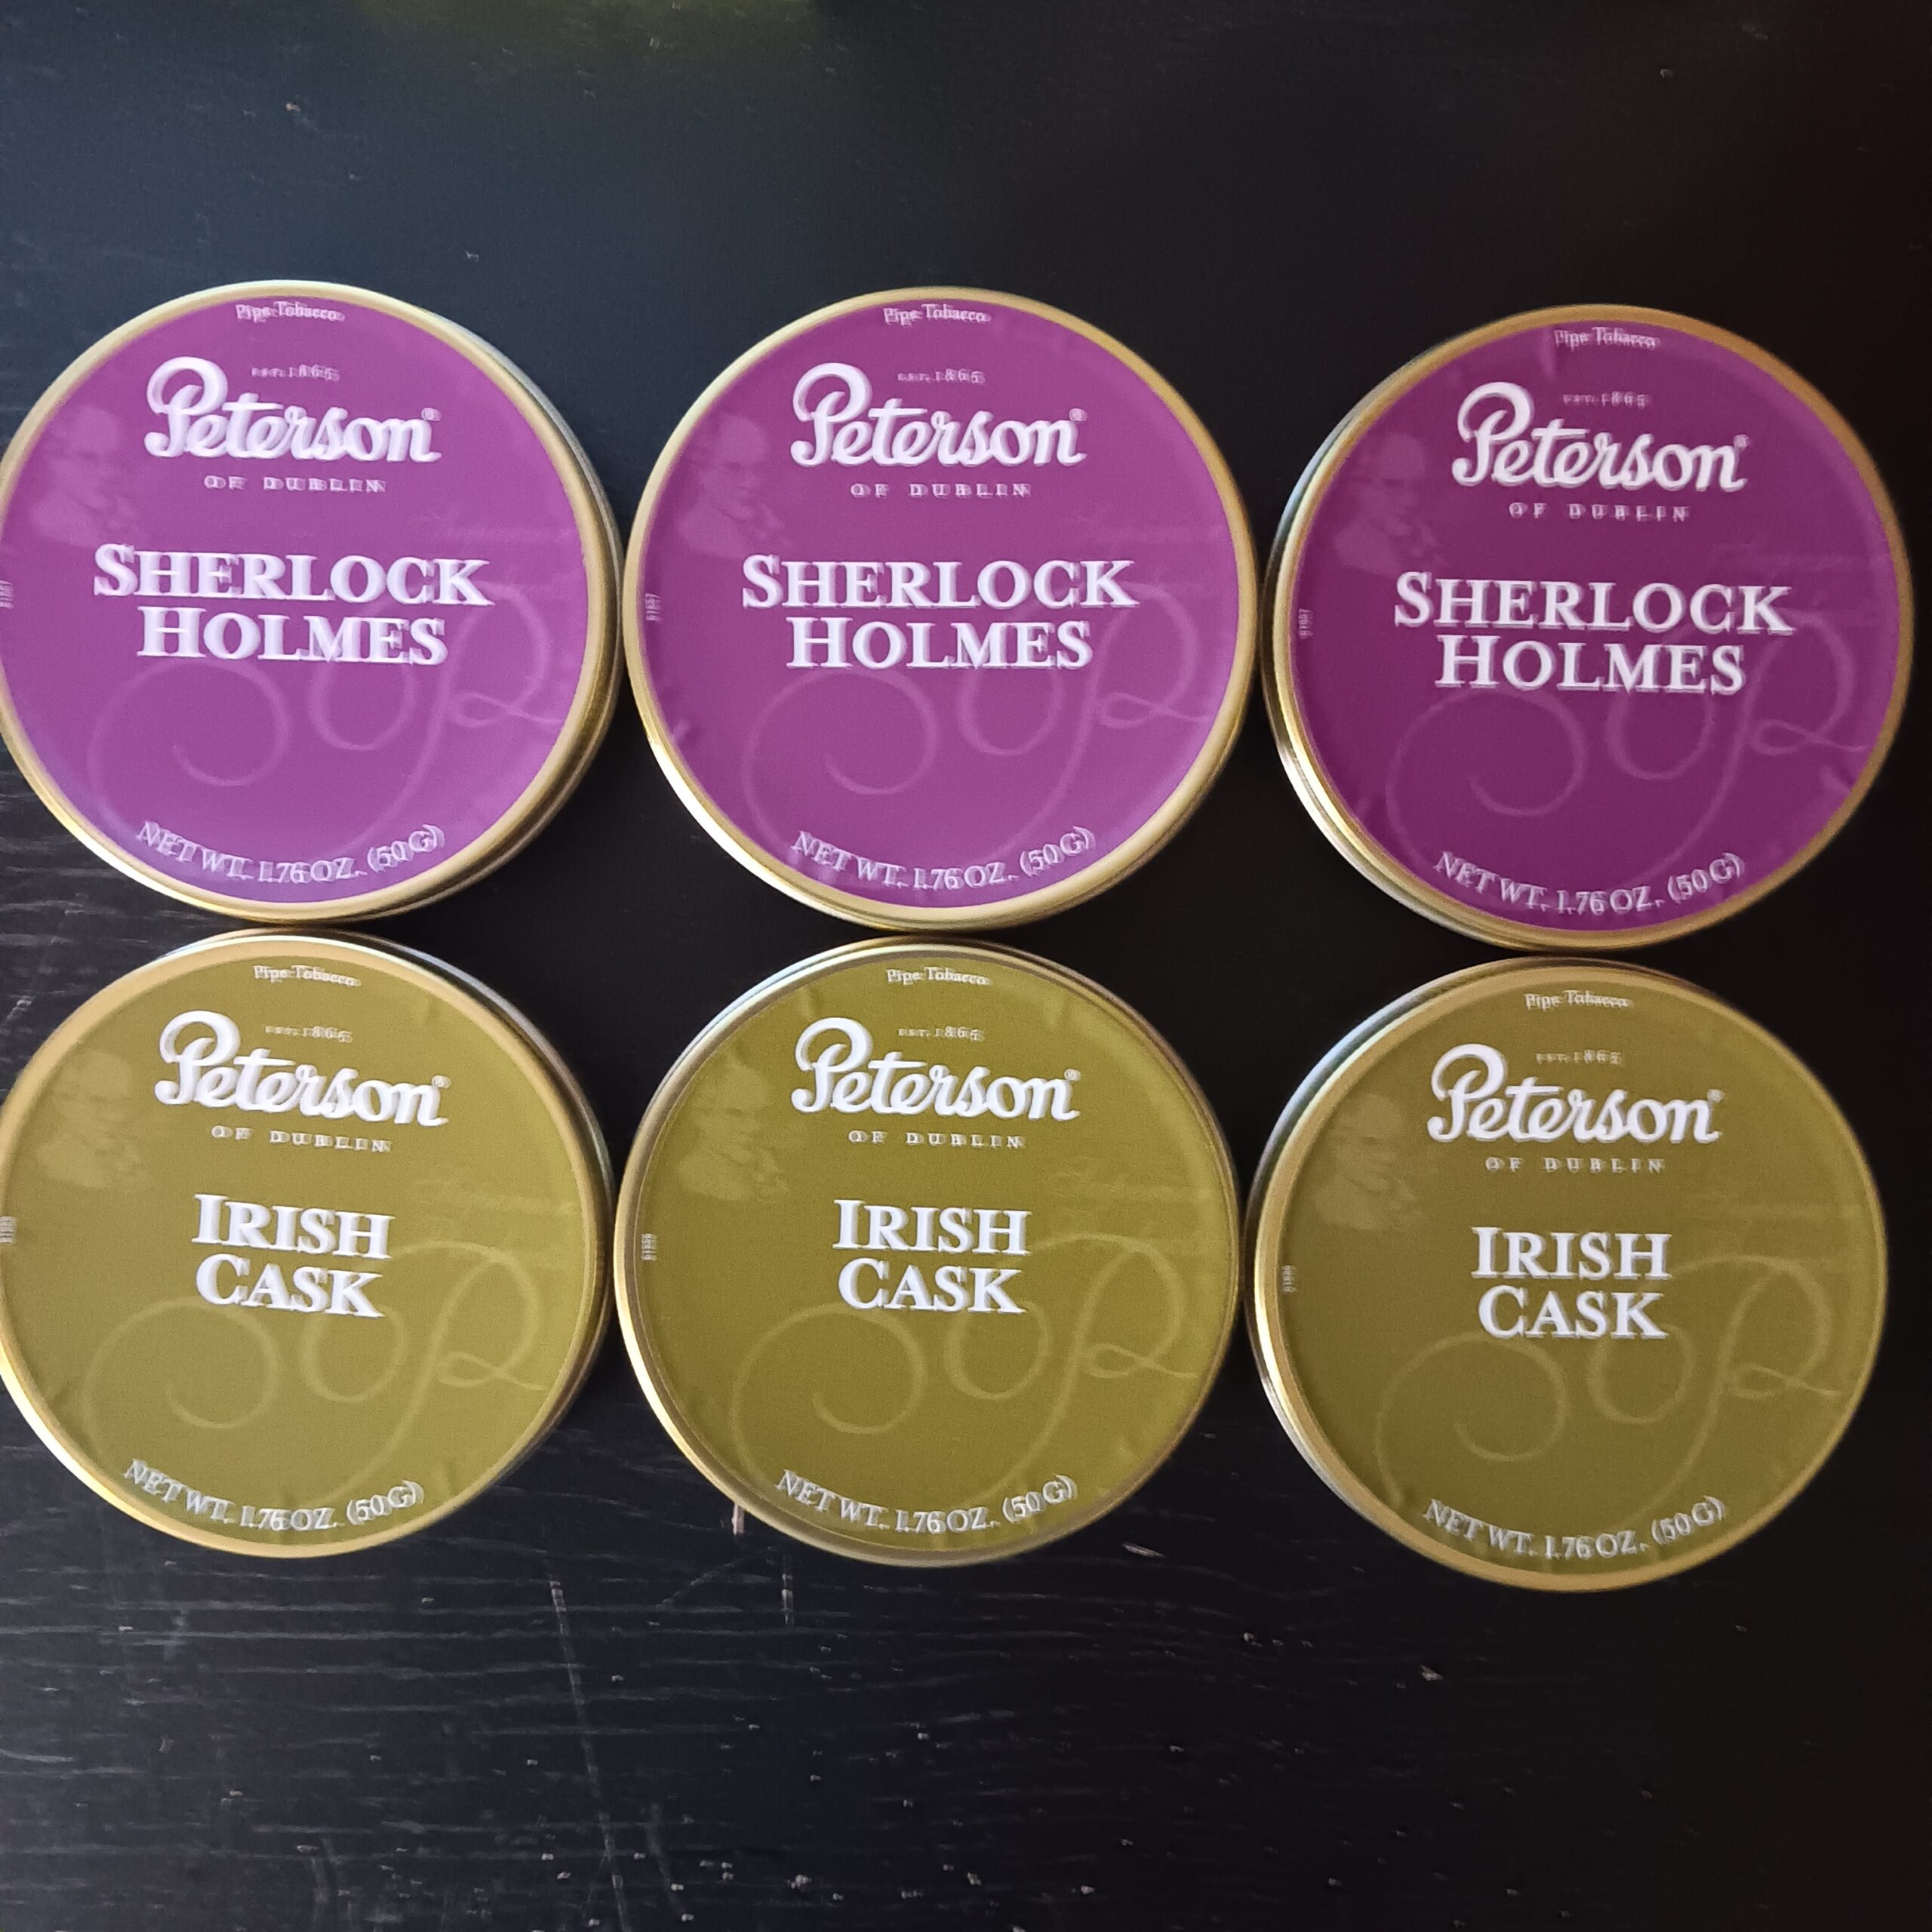 Pipe Tobacco
EST. 1865
Peterson®
OF DUBLIN
SHERLOCK
HOLMES
NET WT. 1.76 OZ. (50 G)
Pipe Tobacco
EST. 1865
Peterson®
OF DUBLIN
SHERLOCK
HOLMES
NET WT. 1.76 OZ. (50 G)
Pipe Tobacco
EST. 1865
Peterson®
OF DUBLIN
SHERLOCK
HOLMES
NET WT. 1.76 OZ. (50 G)
Pipe Tobacco
EST. 1865
Peterson®
OF DUBLIN
IRISH
CASK
NET WT. 1.76 OZ. (50 G)
Pipe Tobacco
EST. 1865
Peterson®
OF DUBLIN
IRISH
CASK
NET WT. 1.76 OZ. (50 G)
Pipe Tobacco
EST. 1865
Peterson®
OF DUBLIN
IRISH
CASK
NET WT. 1.76 OZ. (50 G)